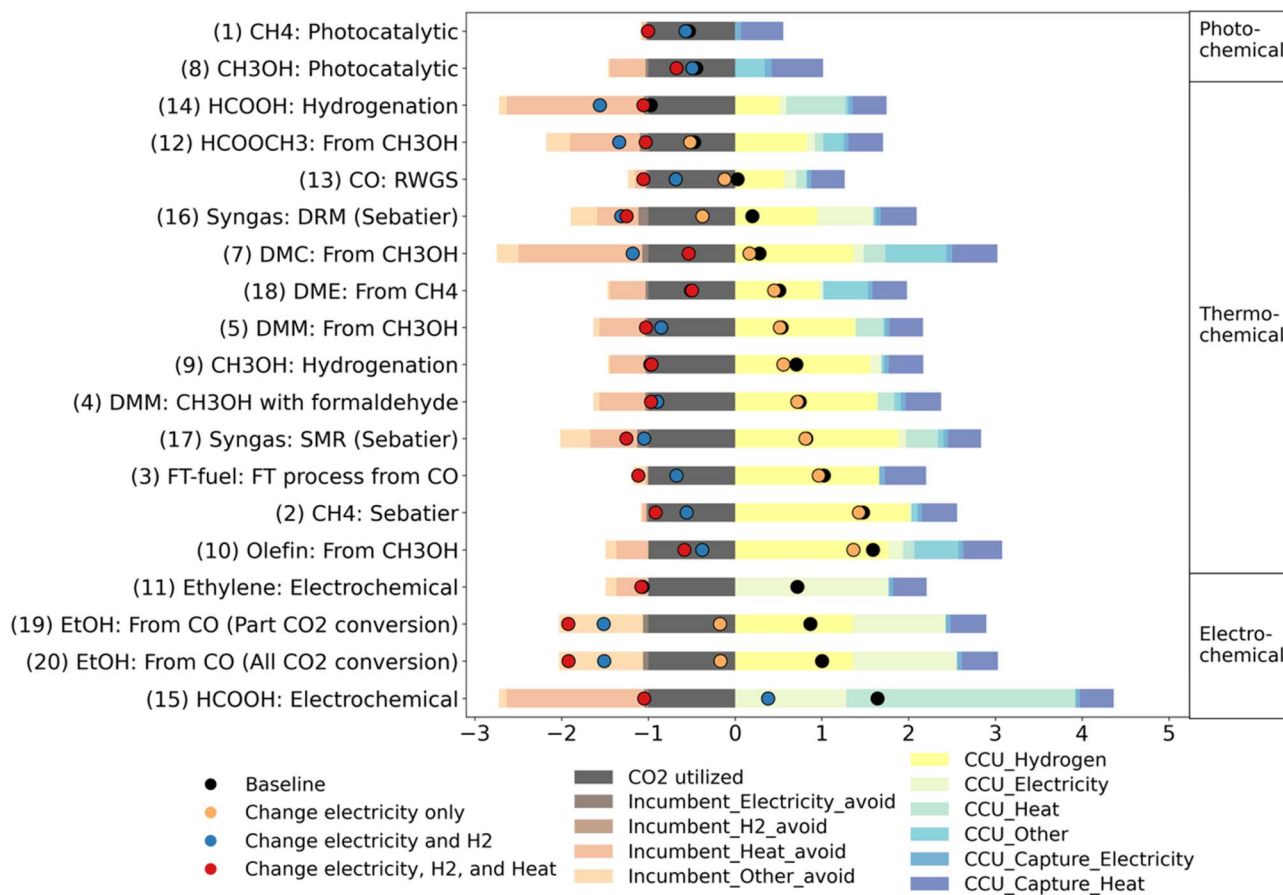 (1) CH4: Photocatalytic
(8) CH3OH: Photocatalytic
(14) HCOOH: Hydrogenation
(12) HCOOCH3: From CH3OH
(13) CO: RWGS
(16) Syngas: DRM (Sebatier)
(7) DMC: From CH3OH
(18) DME: From CH4
(5) DMM: From CH3OH
(9) CH3OH: Hydrogenation
(4) DMM: CH3OH with formaldehyde
(17) Syngas: SMR (Sebatier)
(3) FT-fuel: FT process from CO
(2) CH4: Sebatier
(10) Olefin: From CH3OH
(11) Ethylene: Electrochemical
(19) EtOH: From CO (Part CO2 conversion)
(20) EtOH: From CO (All CO2 conversion)
(15) HCOOH: Electrochemical
Photo-
chemical
Thermo-
chemical
Electro-
chemical
−3 −2 −1 0 1 2 3 4 5
Baseline
Change electricity only
Change electricity and H2
Change electricity, H2, and Heat
CO2 utilized
Incumbent_Electricity_avoid
Incumbent_H2_avoid
Incumbent_Heat_avoid
Incumbent_Other_avoid
CCU_Hydrogen
CCU_Electricity
CCU_Heat
CCU_Other
CCU_Capture_Electricity
CCU_Capture_Heat